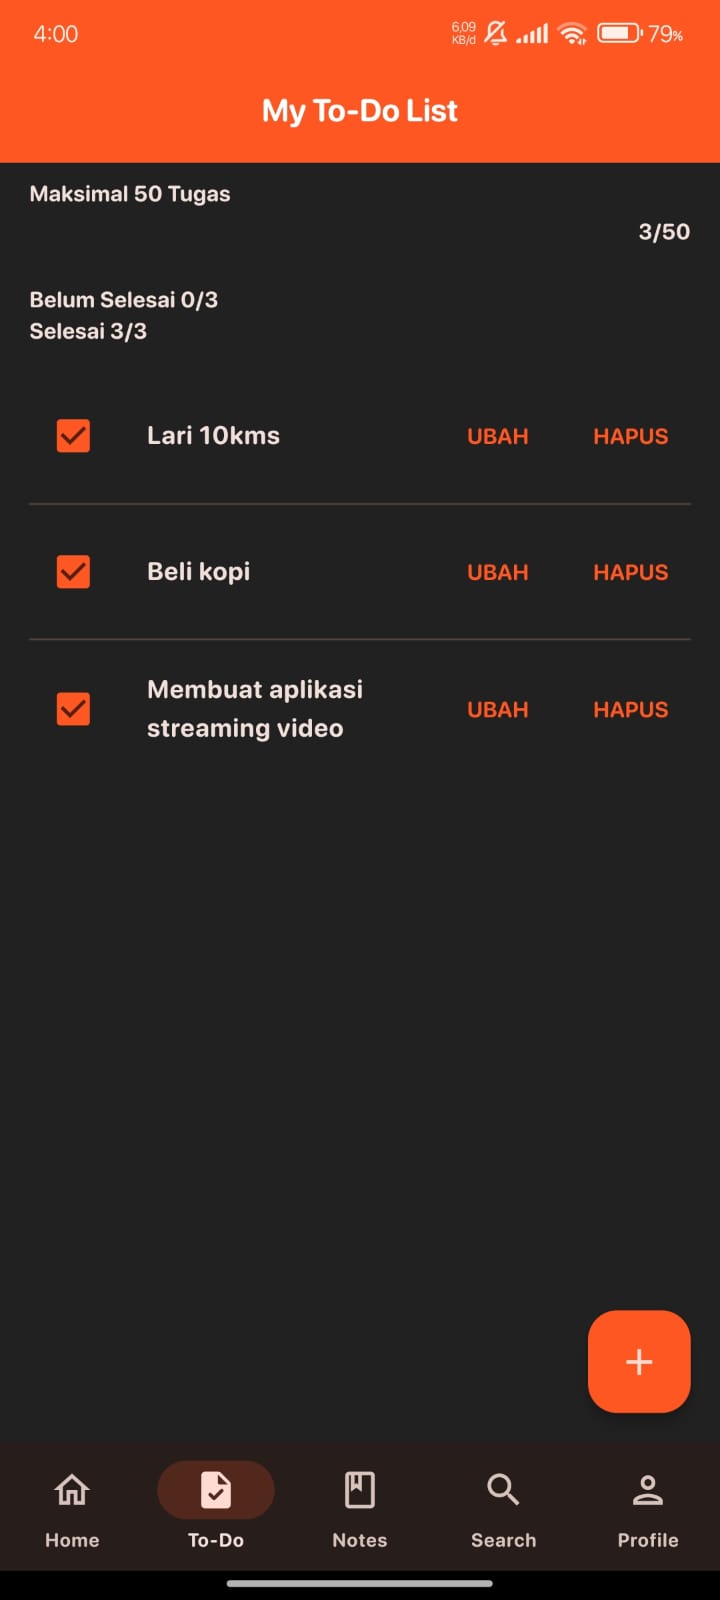 4:00
6,09
KB/d
79%
My To-Do List
Maksimal 50 Tugas
3/50
Belum Selesai 0/3
Selesai 3/3
Lari 10kms
UBAH
HAPUS
Beli kopi
UBAH
HAPUS
Membuat aplikasi
streaming video
UBAH
HAPUS
+
Home
To-Do
Notes
Search
Profile